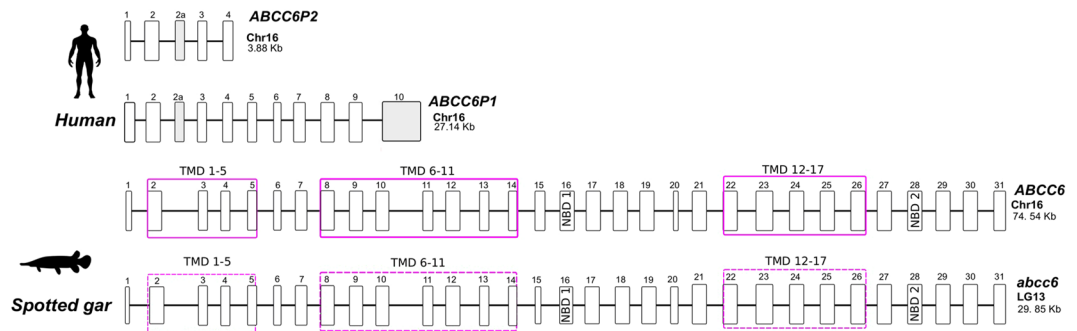 1 2 2a 3 4 ABCC6P2
Chr16
3.88 Kb
1 2 2a 3 4 5 6 7 8 9 10 ABCC6P1
Human
Chr16
27.14 Kb
TMD 1-5 TMD 6-11 TMD 12-17
1 2 3 4 5 6 7 8 9 10 11 12 13 14 15 16 17 18 19 20 21 22 23 24 25 26 27 28 29 30 31 ABCC6
NBD 1 NBD 2
Chr16
74. 54 Kb
TMD 1-5 TMD 6-11 TMD 12-17
1 2 3 4 5 6 7 8 9 10 11 12 13 14 15 16 17 18 19 20 21 22 23 24 25 26 27 28 29 30 31 abcc6
Spotted gar
NBD 1 NBD 2
LG13
29. 85 Kb